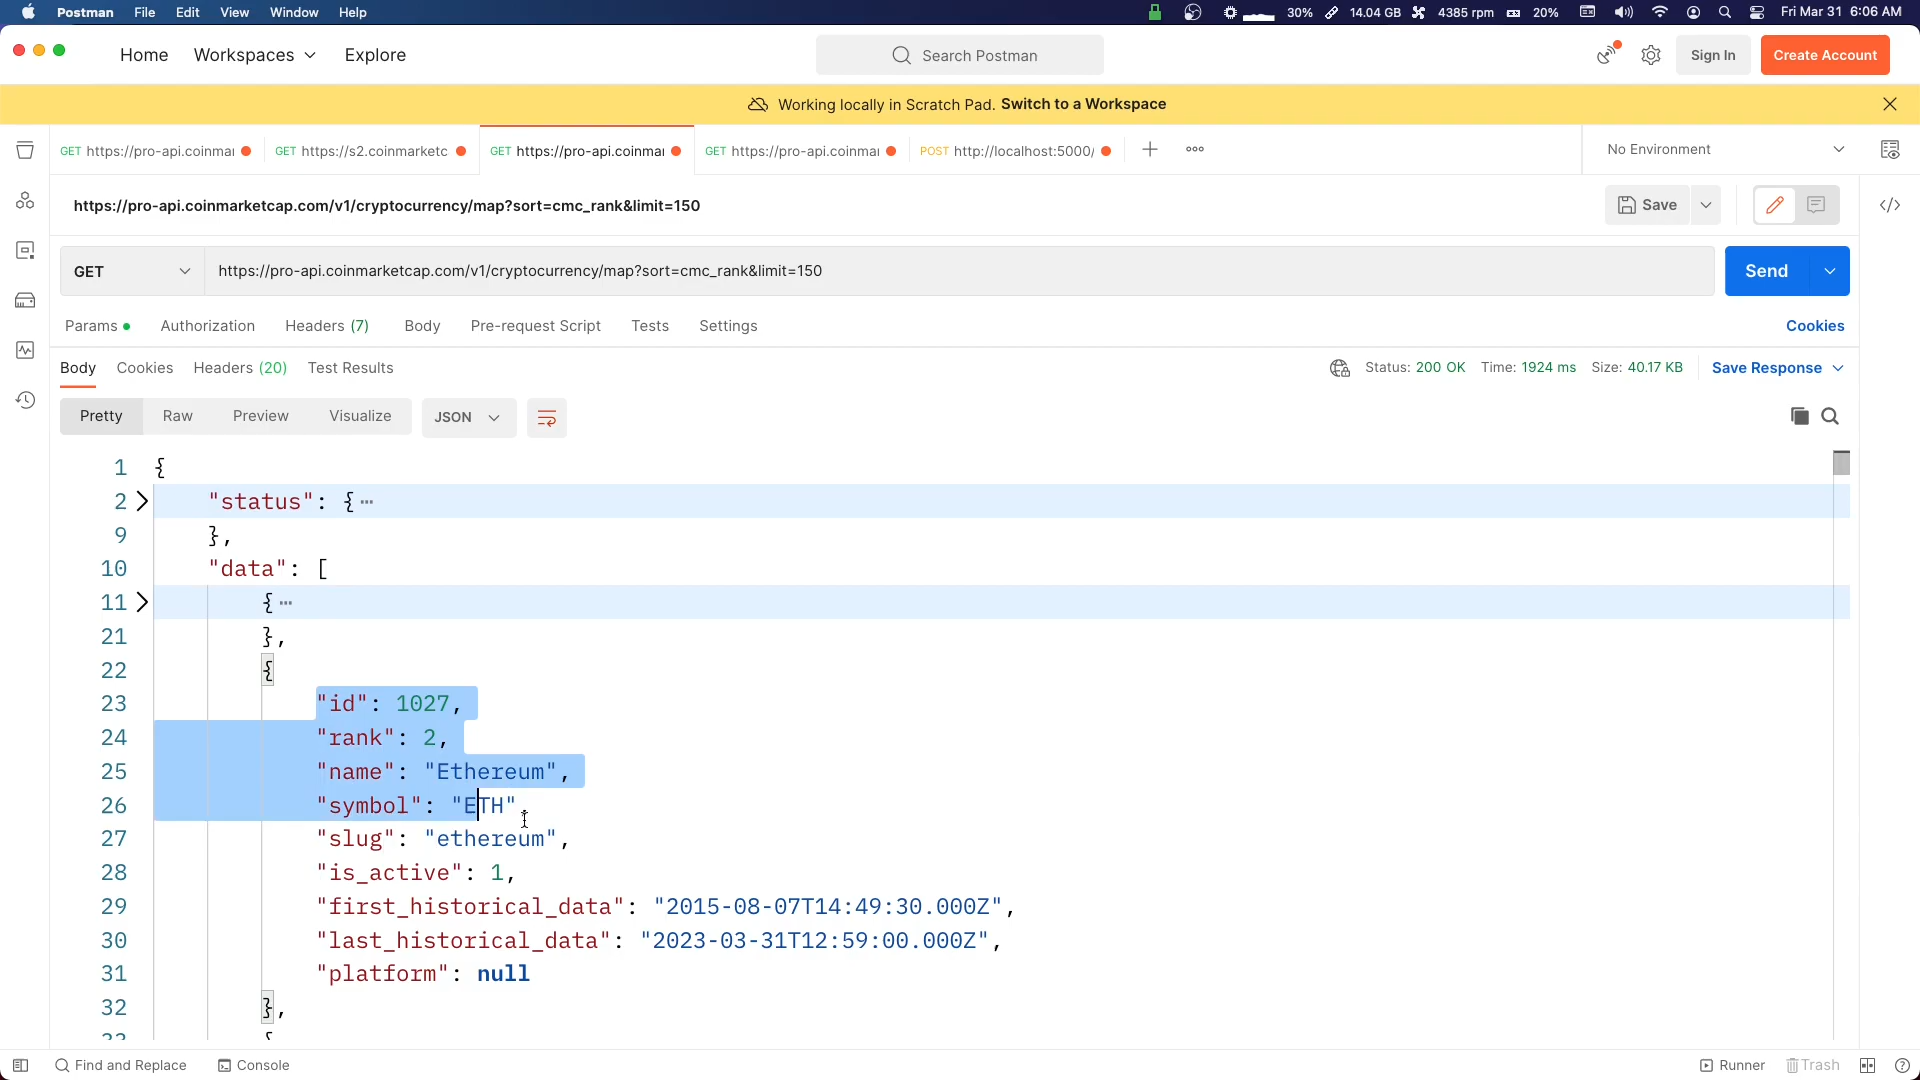 Postman File Edit View Window Help 30% 14.04 GB 4385 rpm 20% Fri Mar 31 6:06 AM
Home Workspaces Explore Search Postman Sign In Create Account
Working locally in Scratch Pad. Switch to a Workspace
GET https://pro-api.coinmar GET https://s2.coinmarketc GET https://pro-api.coinmar GET https://pro-api.coinmar POST http://localhost:5000/ No Environment
https://pro-api.coinmarketcap.com/v1/cryptocurrency/map?sort=cmc_rank&limit=150 Save
GET https://pro-api.coinmarketcap.com/v1/cryptocurrency/map?sort=cmc_rank&limit=150 Send
Params Authorization Headers (7) Body Pre-request Script Tests Settings Cookies
Body Cookies Headers (20) Test Results Status: 200 OK Time: 1924 ms Size: 40.17 KB Save Response
Pretty Raw Preview Visualize JSON
1 {
2 "status": {
9 },
10 "data": [
11 {
21 },
22 {
23 "id": 1027,
24 "rank": 2,
25 "name": "Ethereum",
26 "symbol": "ETH",
27 "slug": "ethereum",
28 "is_active": 1,
29 "first_historical_data": "2015-08-07T14:49:30.000Z",
30 "last_historical_data": "2023-03-31T12:59:00.000Z",
31 "platform": null
32 },
33 {
Find and Replace Console Runner Trash